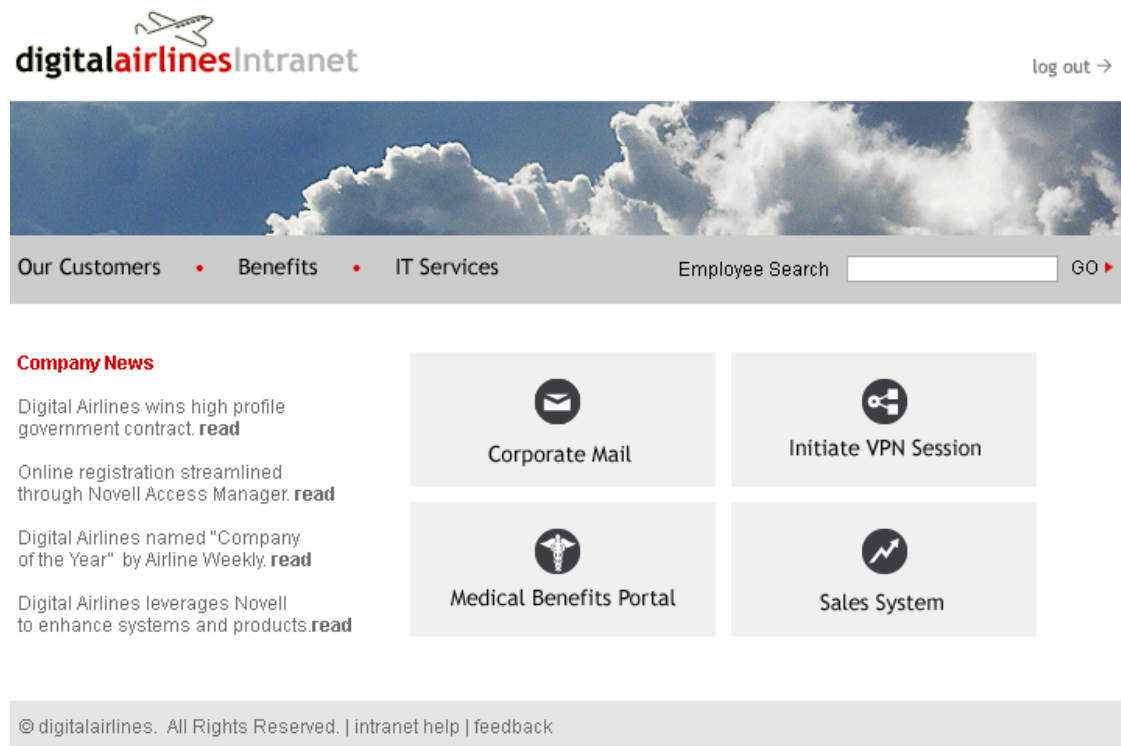 digitalairlinesIntranet
log out →
Our Customers • Benefits • IT Services Employee Search GO
Company News
Digital Airlines wins high profile
government contract. read
Online registration streamlined
through Novell Access Manager. read
Digital Airlines named "Company
of the Year" by Airline Weekly. read
Digital Airlines leverages Novell
to enhance systems and products.read
Corporate Mail
Initiate VPN Session
Medical Benefits Portal
Sales System
© digitalairlines. All Rights Reserved. | intranet help | feedback